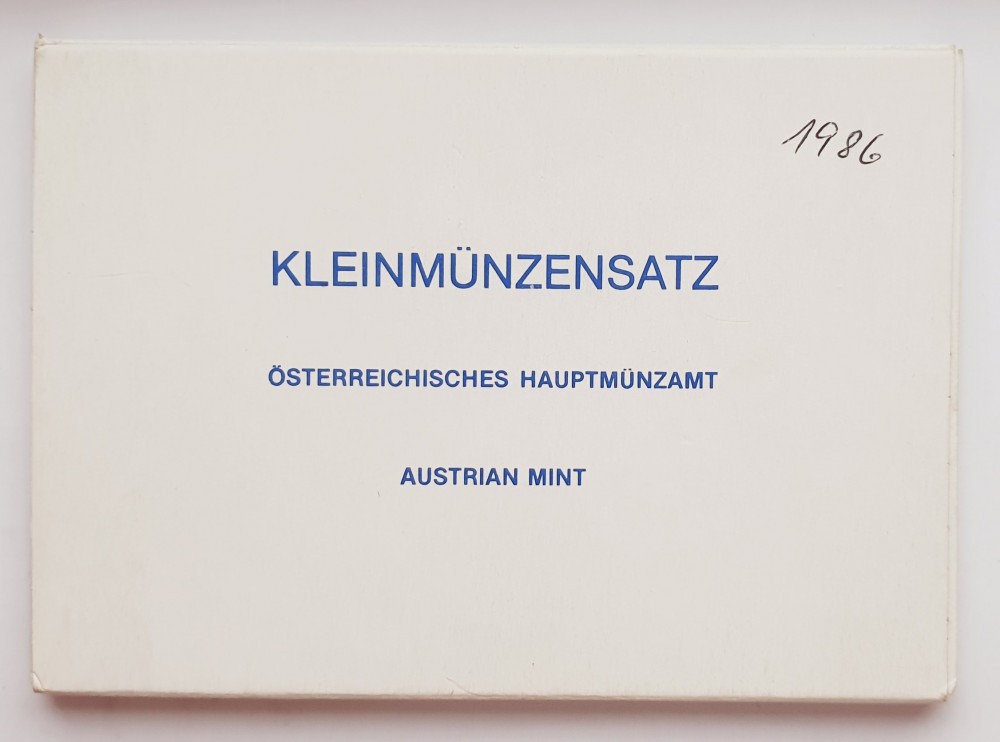 1986
KLEINMÜNZENSATZ
ÖSTERREICHISCHES HAUPTMÜNZAMT
AUSTRIAN MINT